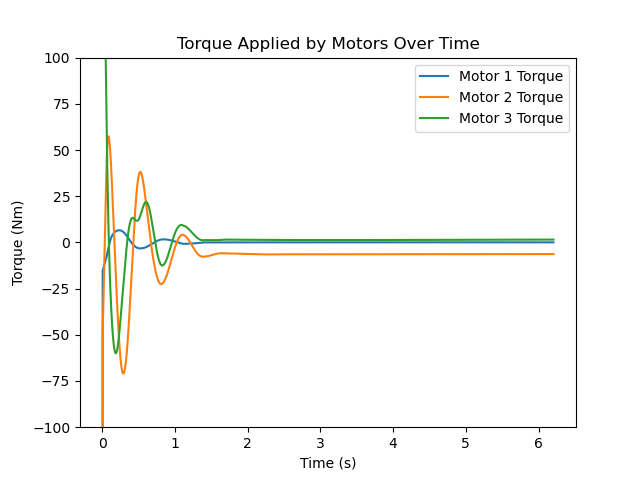 Torque Applied by Motors Over Time
Motor 1 Torque
Motor 2 Torque
Motor 3 Torque
100
75
50
25
0
−25
−50
−75
−100
Torque (Nm)
0 1 2 3 4 5 6
Time (s)